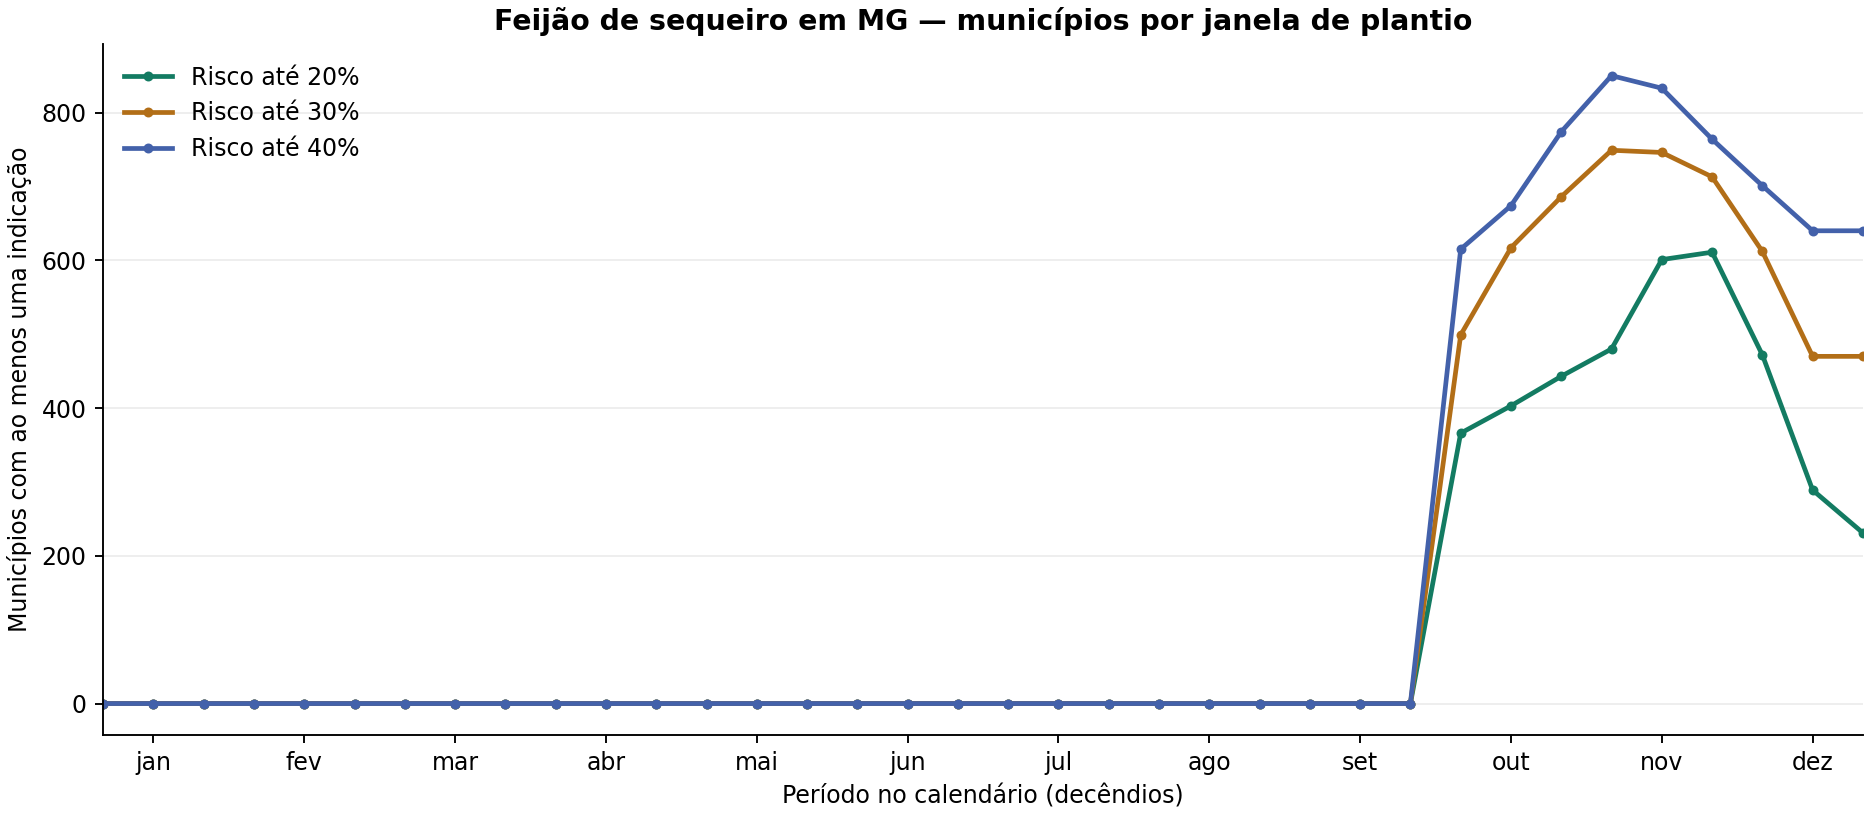 Feijão de sequeiro em MG — municípios por janela de plantio
Risco até 20%
Risco até 30%
Risco até 40%
Municípios com ao menos uma indicação
800
600
400
200
0
jan fev mar abr mai jun jul ago set out nov dez
Período no calendário (decêndios)